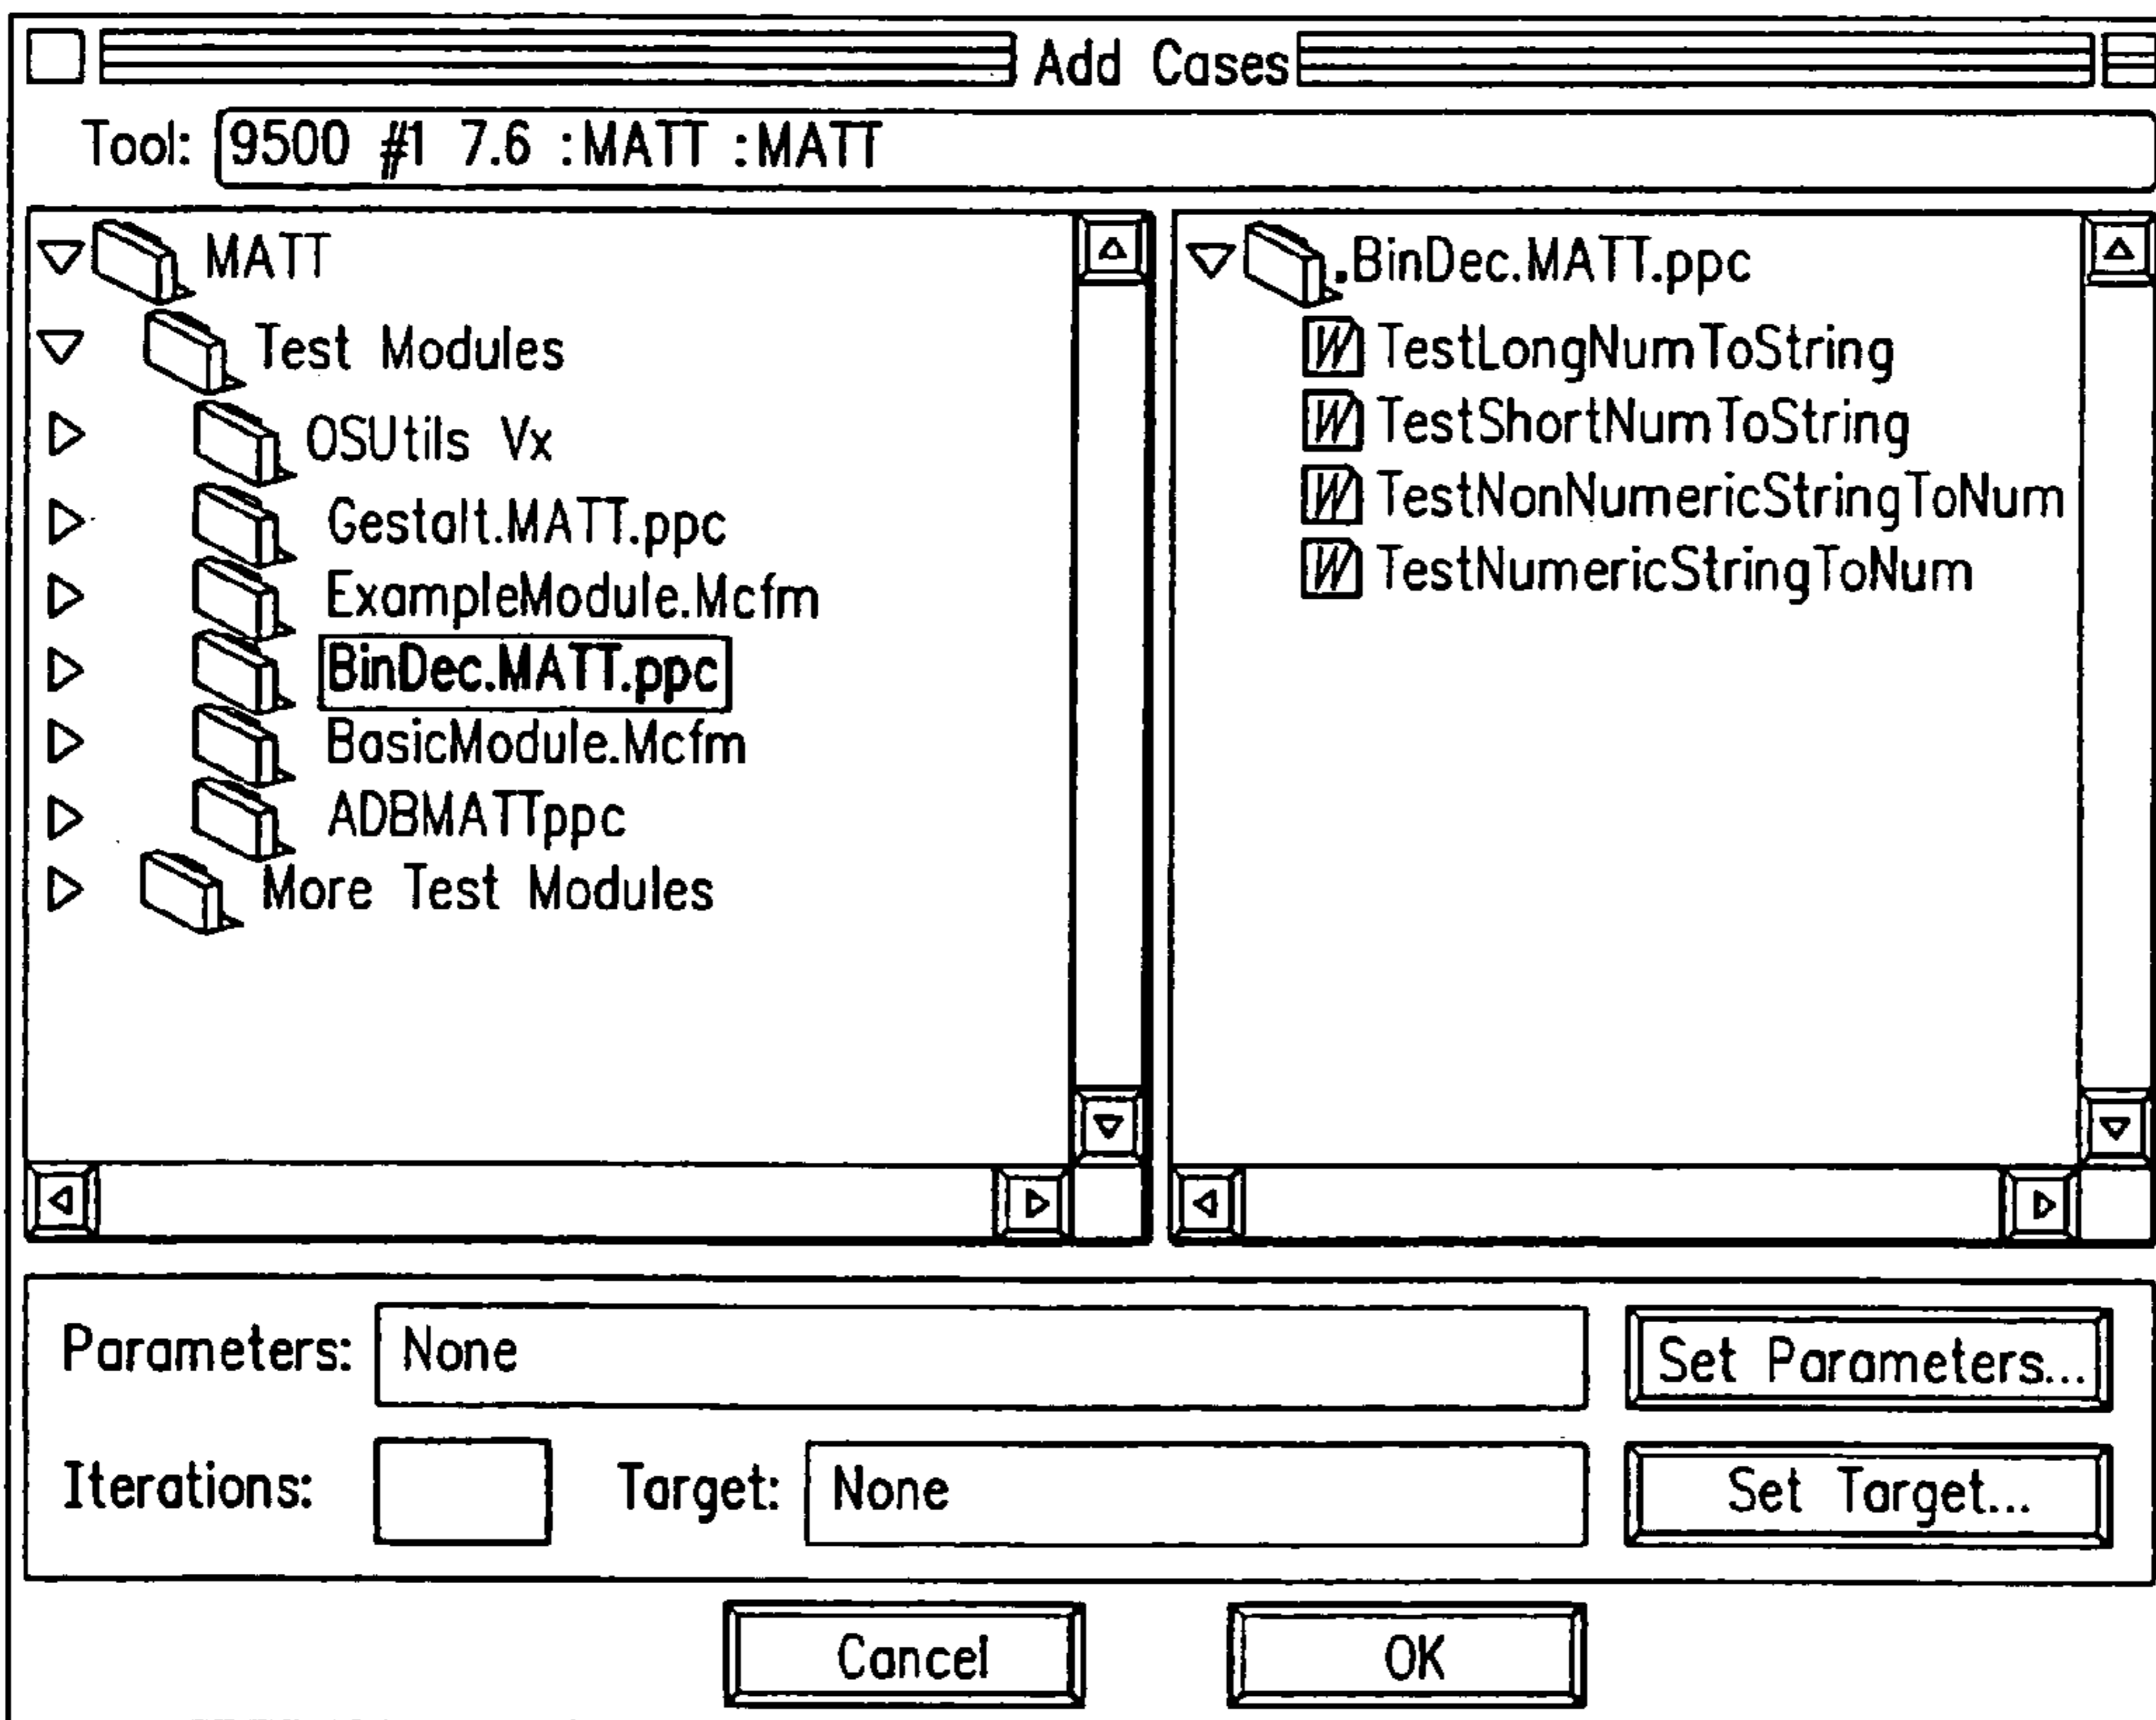 Add Cases
Tool: 9500 #1 7.6 :MATT :MATT
MATT
Test Modules
OSUtils Vx
Gestalt.MATT.ppc
ExampleModule.Mcfm
BinDec.MATT.ppc
BasicModule.Mcfm
ADBMATTppc
More Test Modules
.BinDec.MATT.ppc
TestLongNumToString
TestShortNumToString
TestNonNumericStringToNum
TestNumericStringToNum
Parameters: None
Set Parameters...
Iterations:
Target: None
Set Target...
Cancel
OK